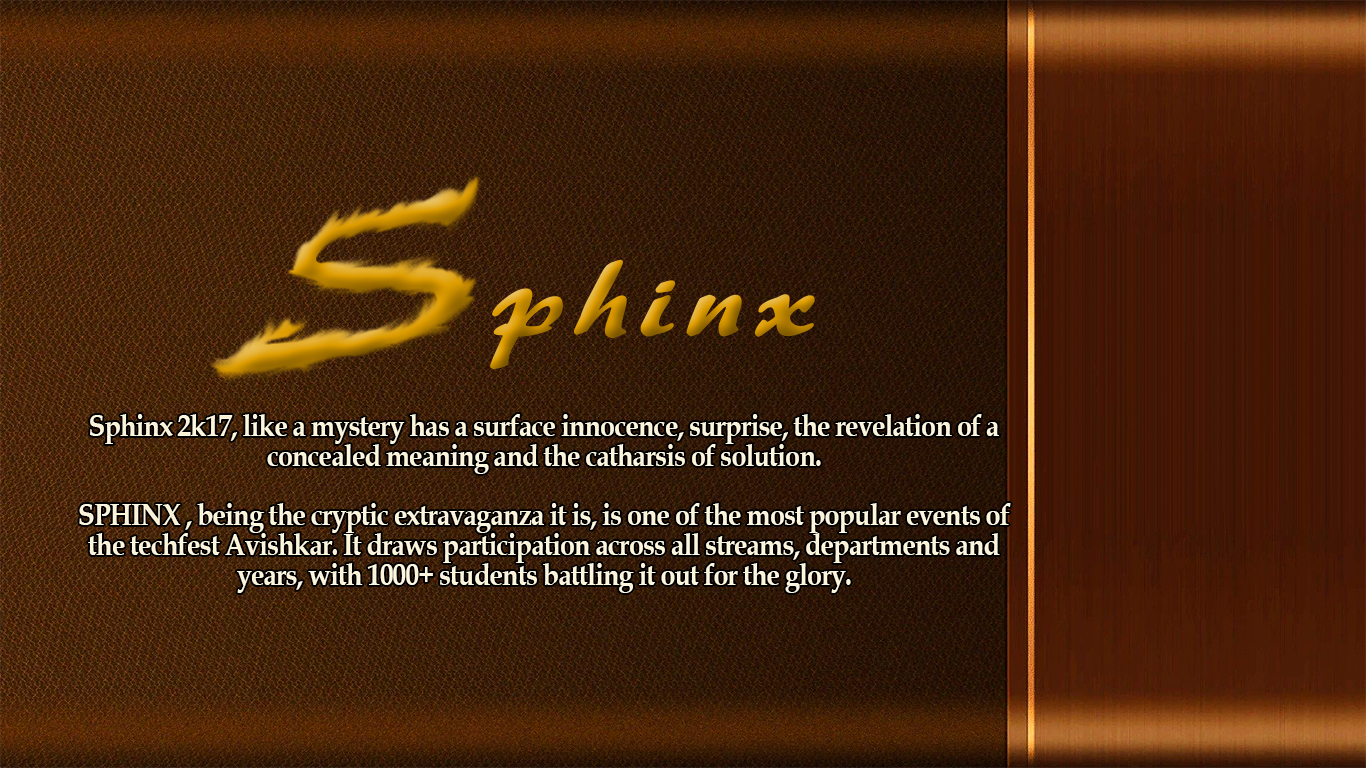 Sphinx
Sphinx 2k17, like a mystery has a surface innocence, surprise, the revelation of a
concealed meaning and the catharsis of solution.
SPHINX , being the cryptic extravaganza it is, is one of the most popular events of
the techfest Avishkar. It draws participation across all streams, departments and
years, with 1000+ students battling it out for the glory.